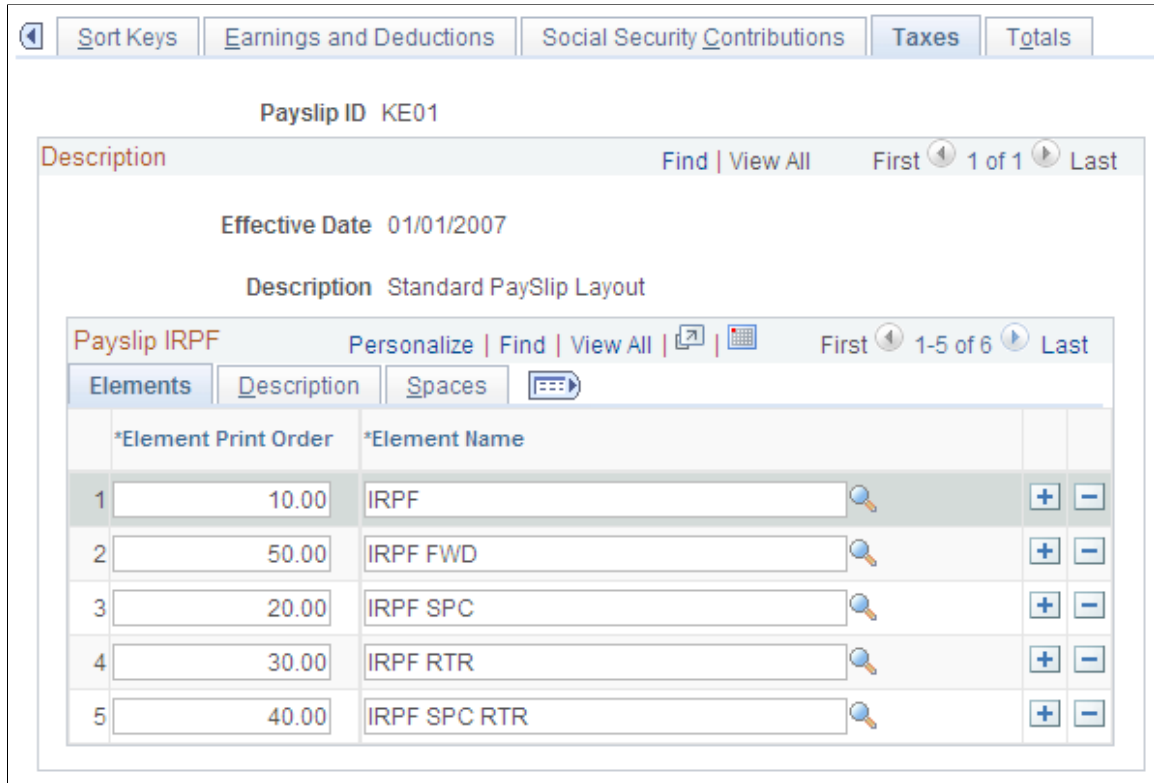 Sort Keys Earnings and Deductions Social Security Contributions Taxes Totals
Payslip ID KE01
Description Find | View All First 1 of 1 Last
Effective Date 01/01/2007
Description Standard PaySlip Layout
Payslip IRPF Personalize | Find | View All | | First 1-5 of 6 Last
Elements Description Spaces
*Element Print Order *Element Name
1 10.00 IRPF
2 50.00 IRPF FWD
3 20.00 IRPF SPC
4 30.00 IRPF RTR
5 40.00 IRPF SPC RTR